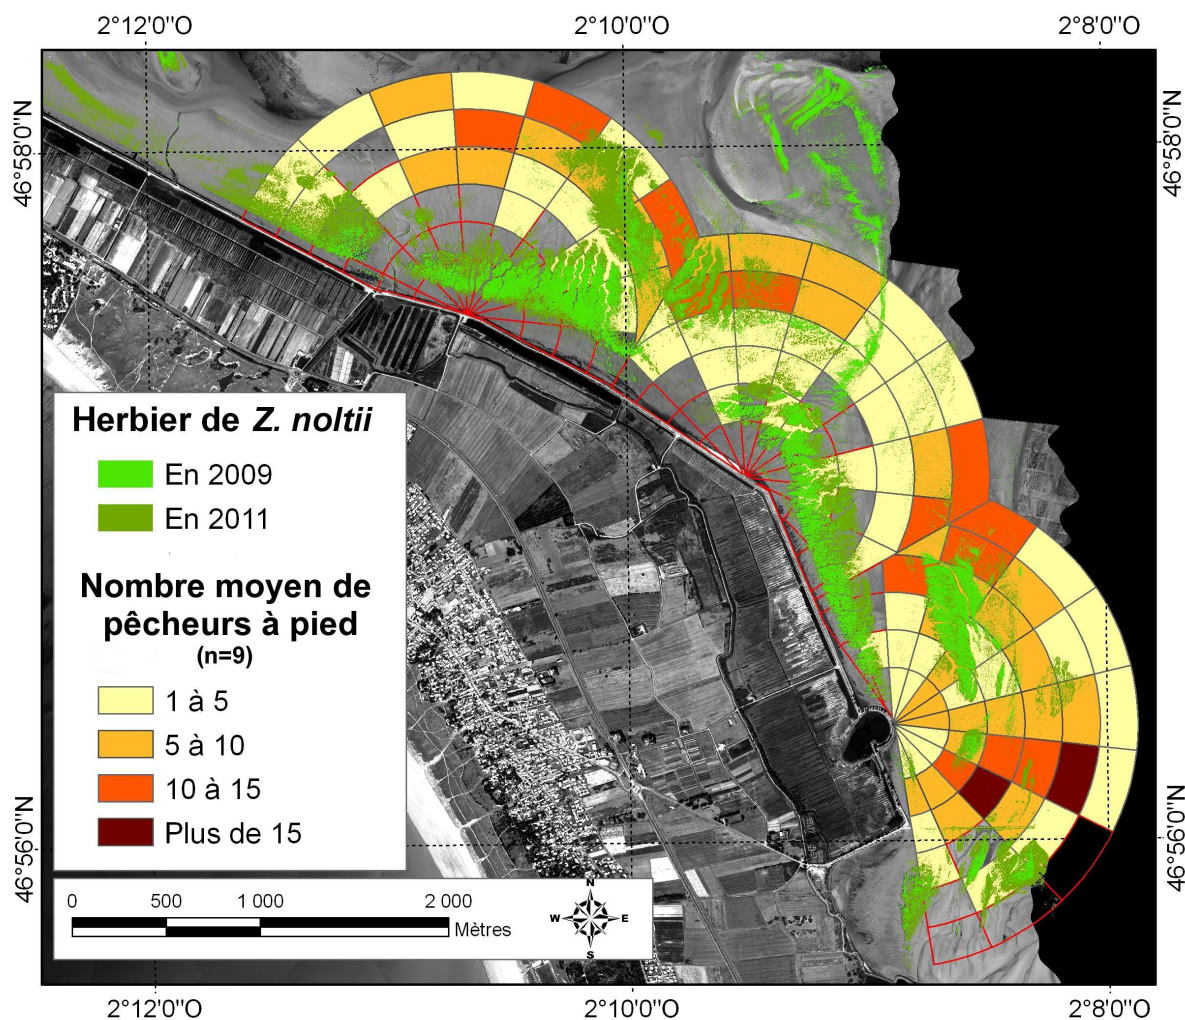 2°12'0"O 2°10'0"O 2°8'0"O
46°58'0"N
46°58'0"N
Herbier de Z. noltii
En 2009
En 2011
Nombre moyen de
pêcheurs à pied
(n=9)
1 à 5
5 à 10
10 à 15
Plus de 15
46°56'0"N
46°56'0"N
0 500 1 000 2 000
Mètres
N
W E
S
2°12'0"O 2°10'0"O 2°8'0"O